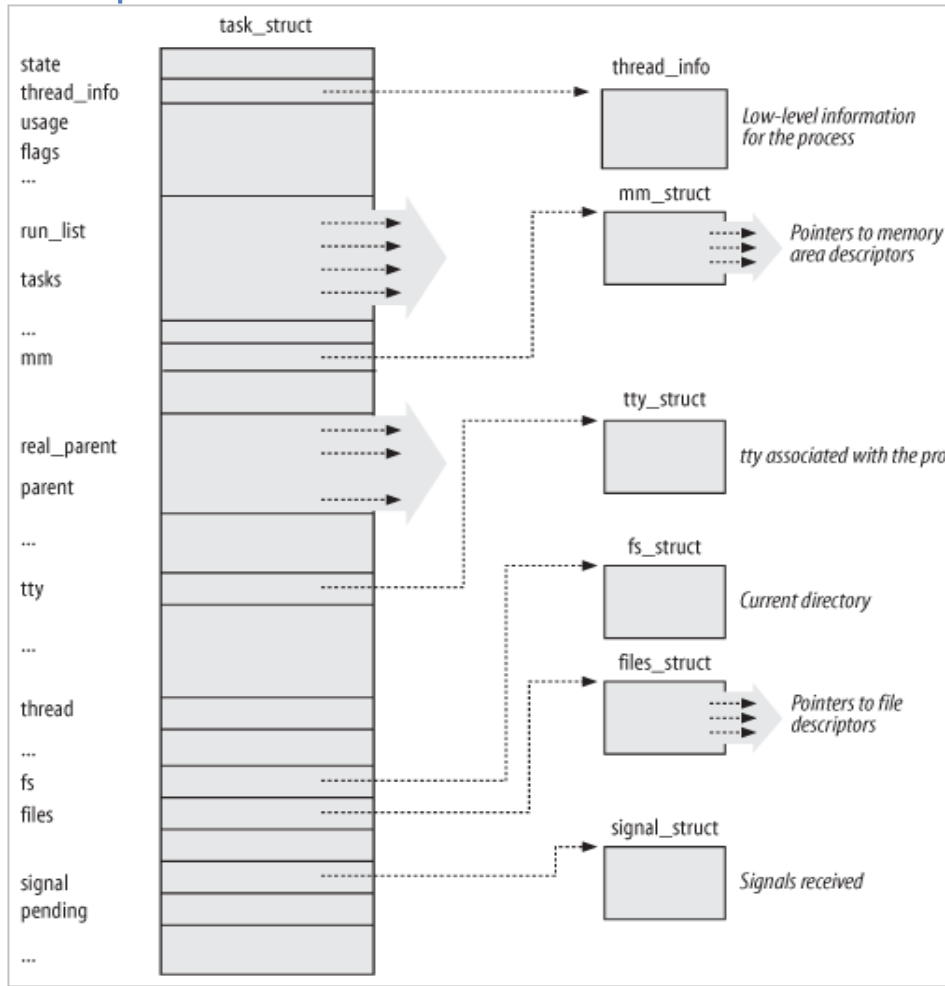 task_struct
state
thread_info
usage
flags
...
run_list
tasks
...
mm
real_parent
parent
...
tty
...
thread
...
fs
files
signal
pending
...
thread_info
Low-level information
for the process
mm_struct
Pointers to memory
area descriptors
tty_struct
tty associated with the pro
fs_struct
Current directory
files_struct
Pointers to file
descriptors
signal_struct
Signals received